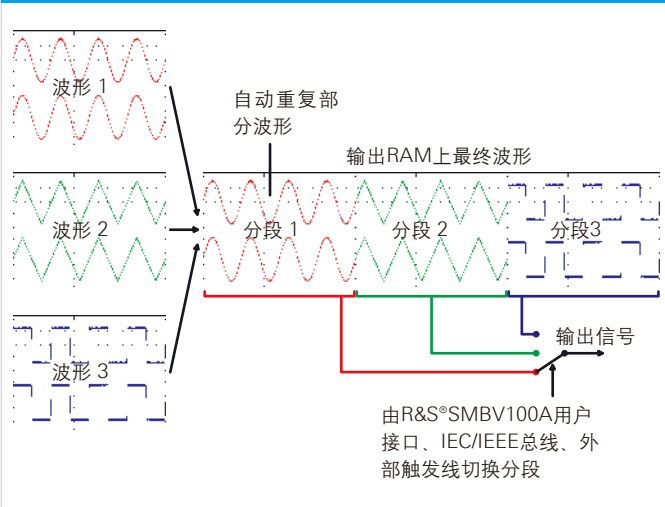 波形 1
自动重复部
分波形
输出RAM上最终波形
波形 2
分段 1
分段 2
分段3
波形 3
输出信号
由R&S®SMBV100A用户
接口、IEC/IEEE总线、外
部触发线切换分段